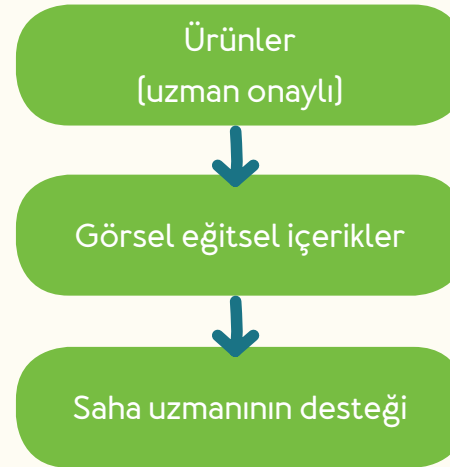 Ürünler
(uzman onaylı)
Görsel eğitsel içerikler
Saha uzmanının desteği